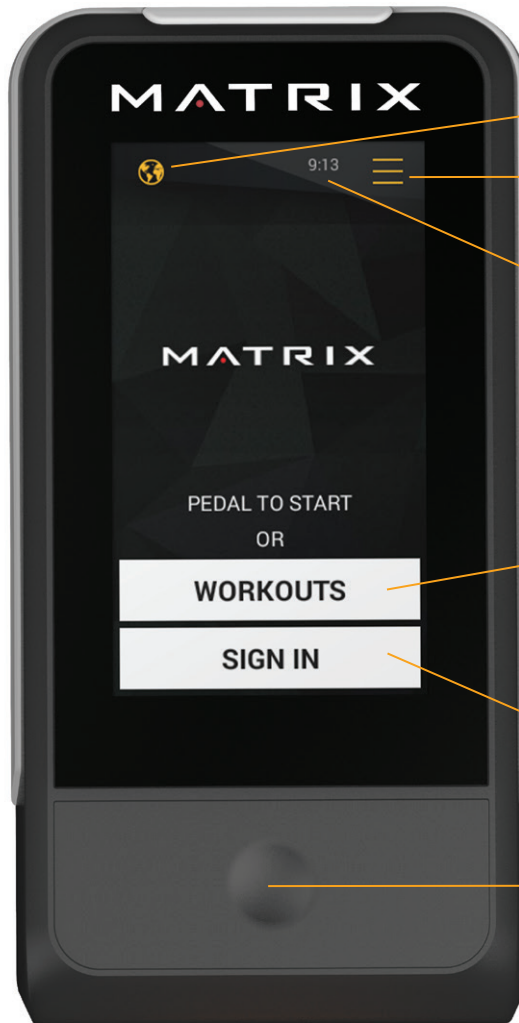 MATRIX
9:13
MATRIX
PEDAL TO START
OR
WORKOUTS
SIGN IN